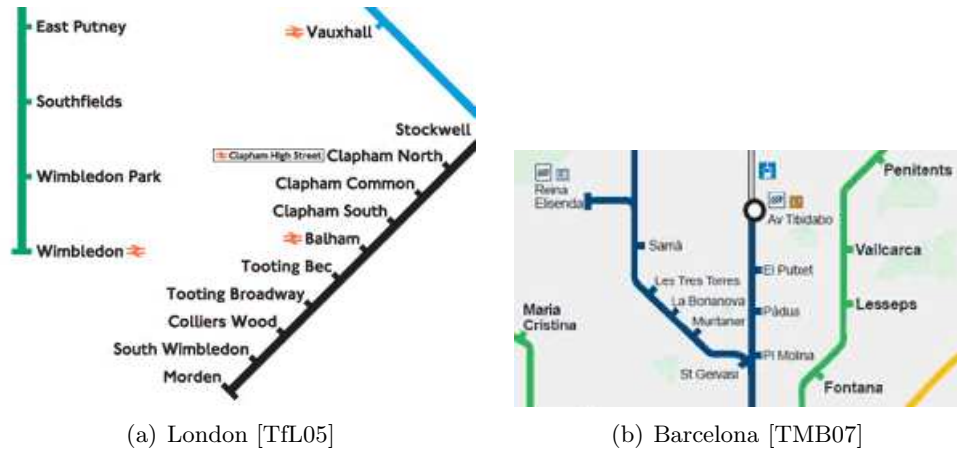 East Putney
Vauxhall
Southfields
Stockwell
Clapham High Street
Clapham North
Wimbledon Park
Clapham Common
Clapham South
Wimbledon
Balham
Tooting Bec
Tooting Broadway
Colliers Wood
South Wimbledon
Morden
Reina
Elisenda
Penitents
Av Tibidabo
Sarrià
Vallcarca
El Putxet
Les Tres Torres
La Bonanova
Lesseps
Pàdua
Maria
Cristina
Muntaner
Pl Molina
St Gervasi
Fontana
(a) London [TfL05]
(b) Barcelona [TMB07]